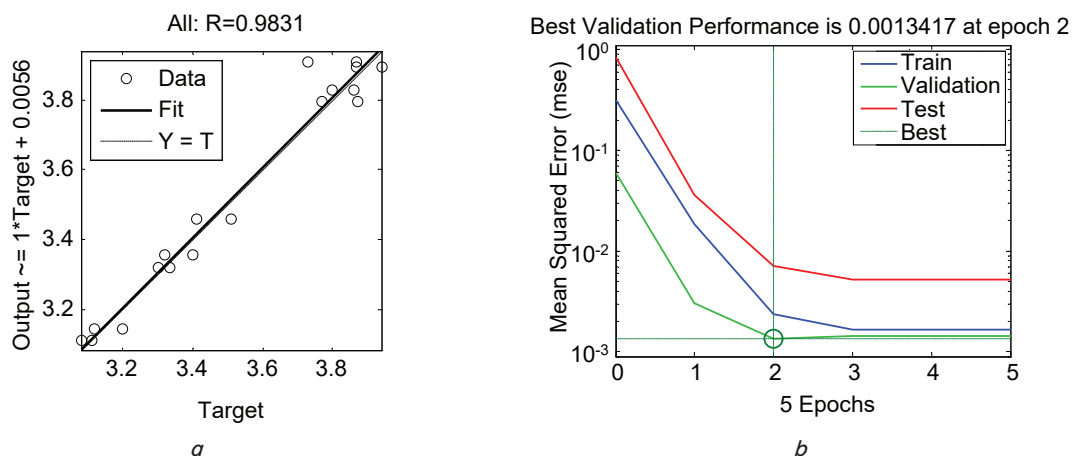 All: R=0.9831
Output ~= 1*Target + 0.0056
3.8
3.6
3.4
3.2
Data
Fit
Y = T
3.2 3.4 3.6 3.8
Target
a
Best Validation Performance is 0.0013417 at epoch 2
Mean Squared Error (mse)
10^0
10^-1
10^-2
10^-3
Train
Validation
Test
Best
0 1 2 3 4 5
5 Epochs
b